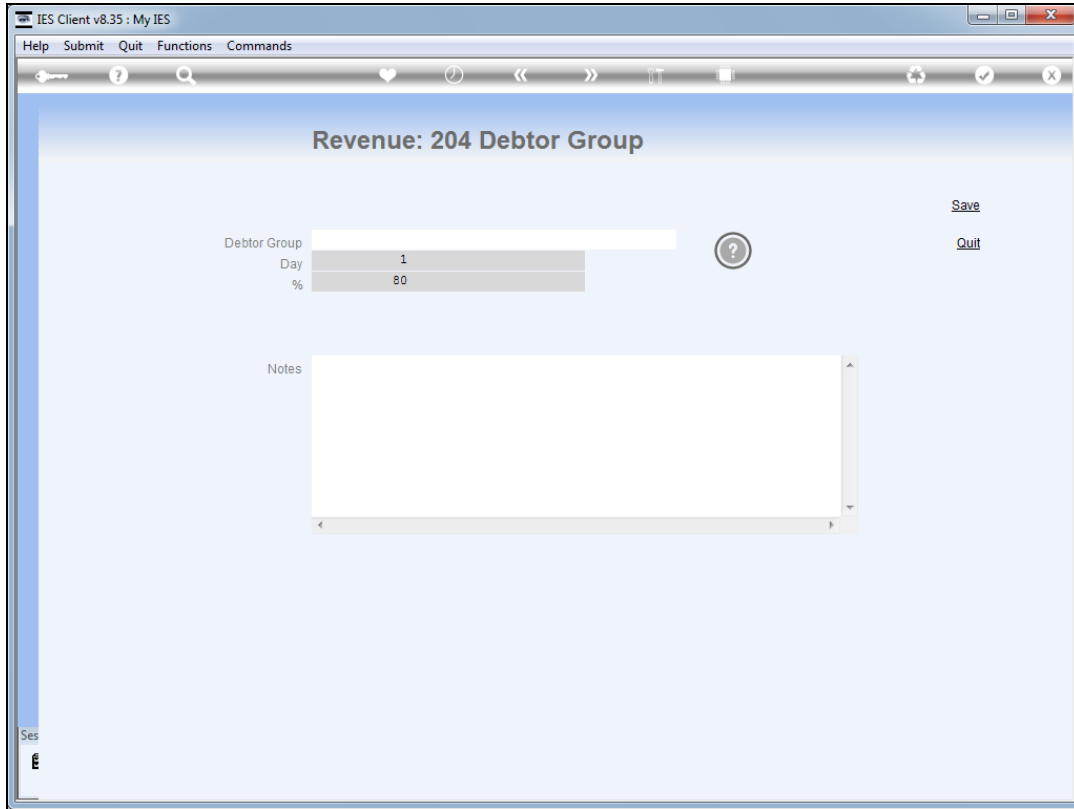 IES Client v8.35 : My IES
Help Submit Quit Functions Commands
Revenue: 204 Debtor Group
Save
Debtor Group
Quit
Day 1
% 80
Notes
Ses